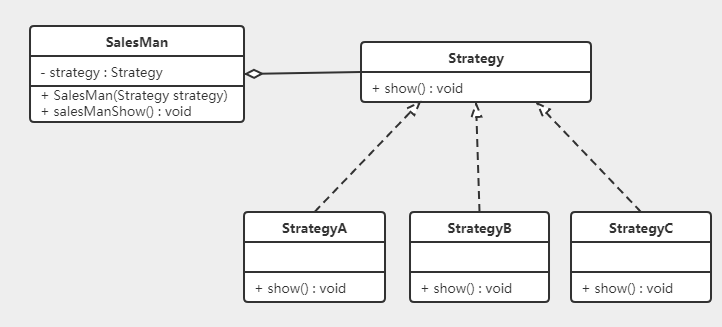 SalesMan
- strategy : Strategy
+ SalesMan(Strategy strategy)
+ salesManShow() : void
Strategy
+ show() : void
StrategyA
+ show() : void
StrategyB
+ show() : void
StrategyC
+ show() : void